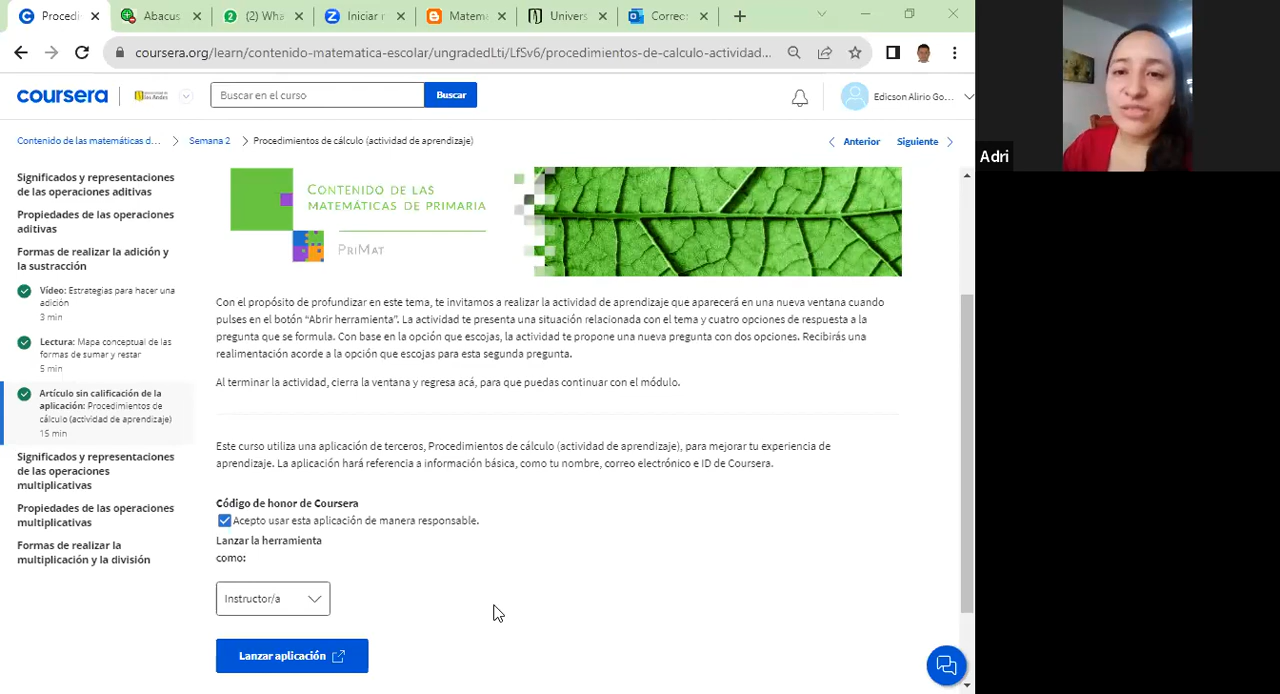 Procedi
Abacus
(2) Wha
Iniciar r
Matema
Univers
Correo
coursera.org/learn/contenido-matematica-escolar/ungradedLti/LfSv6/procedimientos-de-calculo-actividad...
coursera
Buscar en el curso
Buscar
Edicson Alirio Go...
Contenido de las matemáticas d...
Semana 2
Procedimientos de cálculo (actividad de aprendizaje)
Anterior
Siguiente
Significados y representaciones
de las operaciones aditivas
Propiedades de las operaciones
aditivas
Formas de realizar la adición y
la sustracción
Vídeo: Estrategias para hacer una
adición
3 min
Lectura: Mapa conceptual de las
formas de sumar y restar
5 min
Artículo sin calificación de la
aplicación: Procedimientos de
cálculo (actividad de aprendizaje)
15 min
Significados y representaciones
de las operaciones
multiplicativas
Propiedades de las operaciones
multiplicativas
Formas de realizar la
multiplicación y la división
CONTENIDO DE LAS
MATEMÁTICAS DE PRIMARIA
PRIMAT
Con el propósito de profundizar en este tema, te invitamos a realizar la actividad de aprendizaje que aparecerá en una nueva ventana cuando
pulses en el botón “Abrir herramienta”. La actividad te presenta una situación relacionada con el tema y cuatro opciones de respuesta a la
pregunta que se formula. Con base en la opción que escojas, la actividad te propone una nueva pregunta con dos opciones. Recibirás una
realimentación acorde a la opción que escojas para esta segunda pregunta.
Al terminar la actividad, cierra la ventana y regresa acá, para que puedas continuar con el módulo.
Este curso utiliza una aplicación de terceros, Procedimientos de cálculo (actividad de aprendizaje), para mejorar tu experiencia de
aprendizaje. La aplicación hará referencia a información básica, como tu nombre, correo electrónico e ID de Coursera.
Código de honor de Coursera
Acepto usar esta aplicación de manera responsable.
Lanzar la herramienta
como:
Instructor/a
Lanzar aplicación
Adri